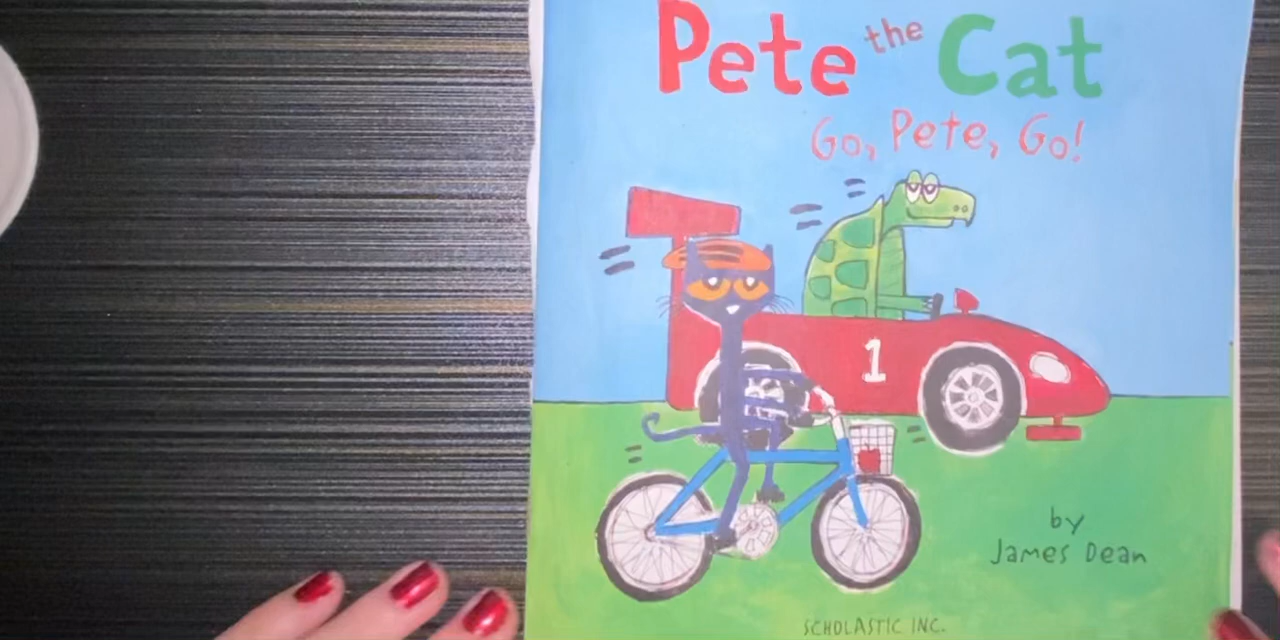 Pete the Cat
Go, Pete, Go!
1
by
James Dean
SCHOLASTIC INC.